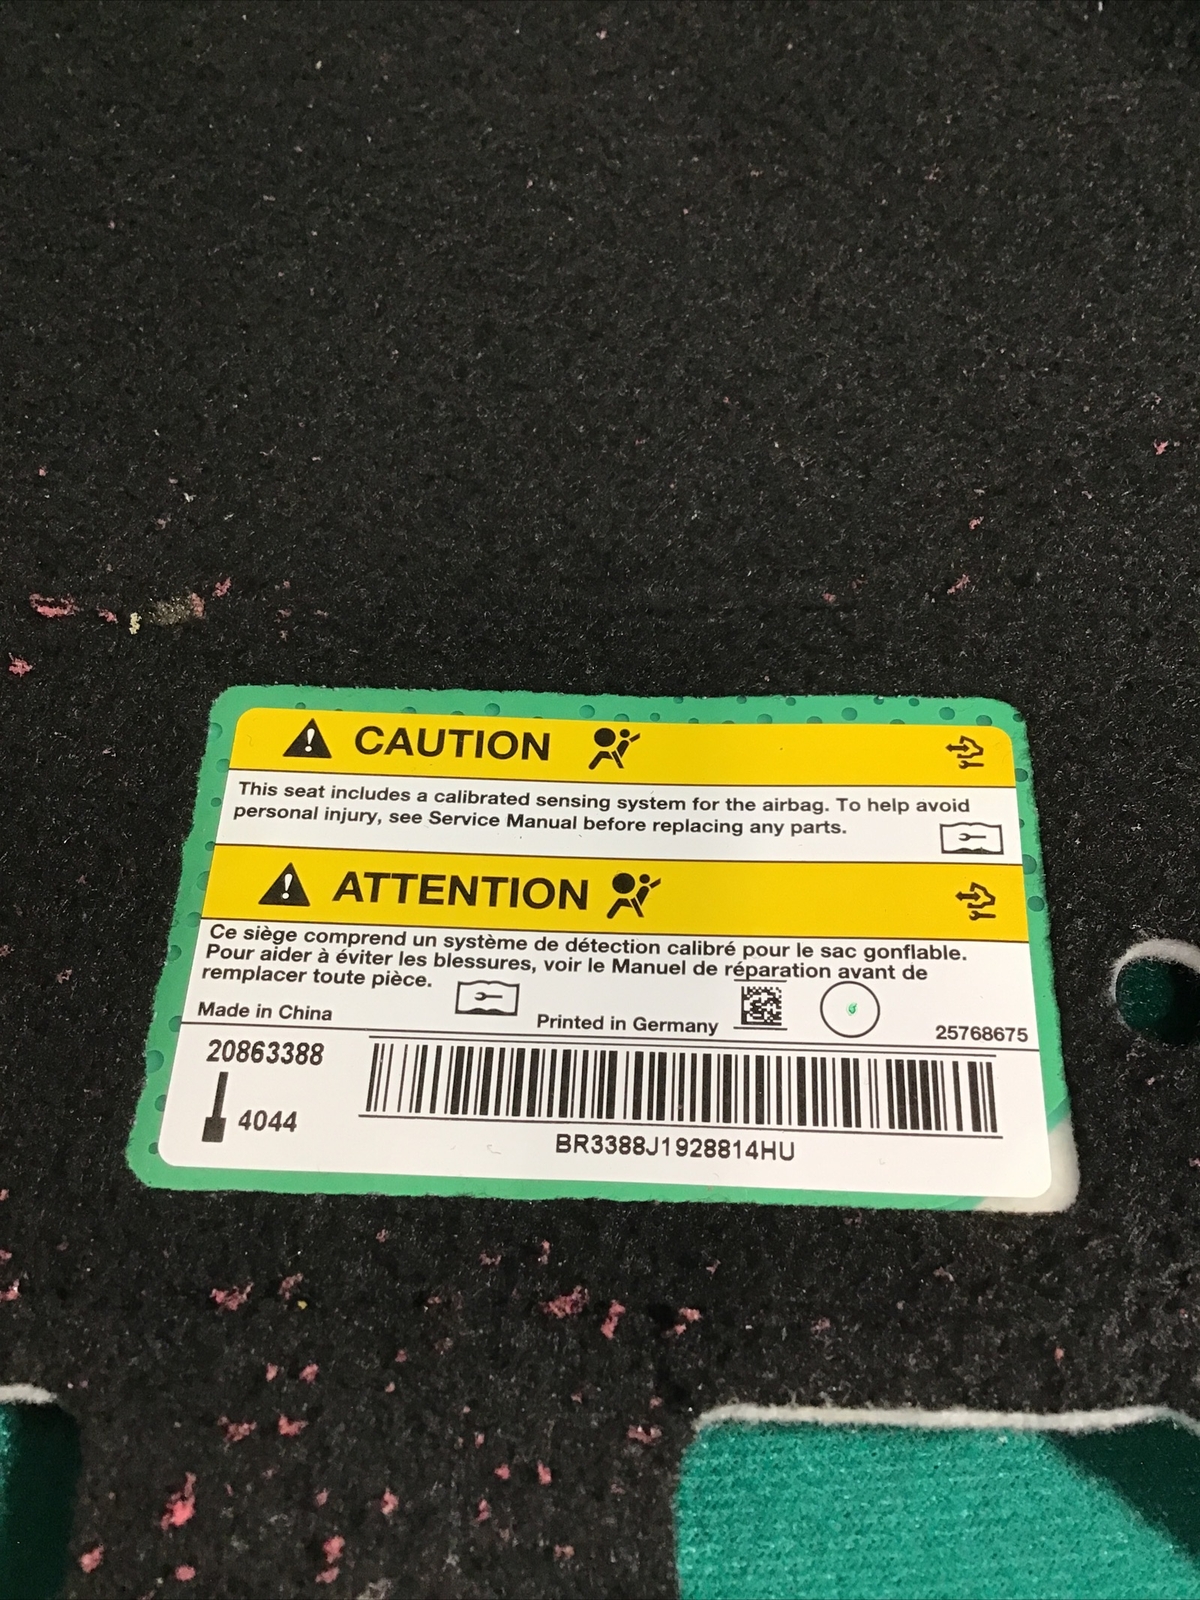 CAUTION
This seat includes a calibrated sensing system for the airbag. To help avoid
personal injury, see Service Manual before replacing any parts.
ATTENTION
Ce siège comprend un système de détection calibré pour le sac gonflable.
Pour aider à éviter les blessures, voir le Manuel de réparation avant de
remplacer toute pièce.
Made in China
Printed in Germany
25768675
20863388
4044
BR3388J1928814HU